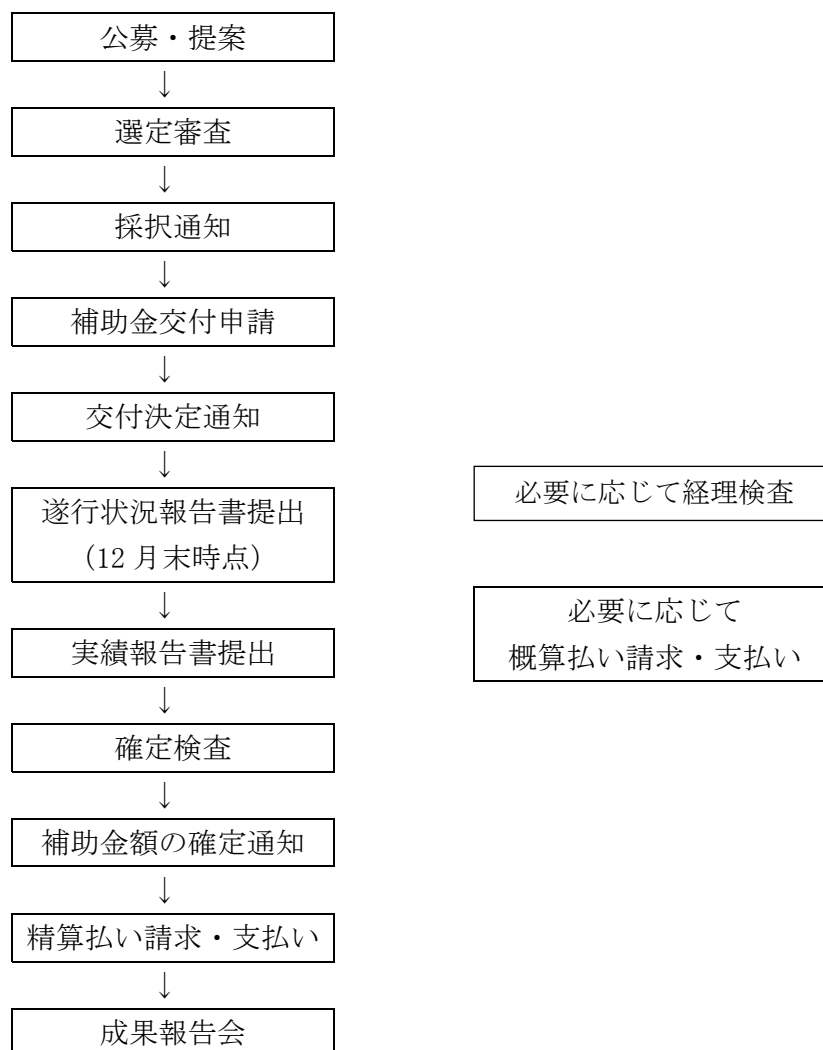 公募・提案
↓
選定審査
↓
採択通知
↓
補助金交付申請
↓
交付決定通知
↓
遂行状況報告書提出
（12 月末時点）
↓
実績報告書提出
↓
確定検査
↓
補助金額の確定通知
↓
精算払い請求・支払い
↓
成果報告会
必要に応じて経理検査
必要に応じて
概算払い請求・支払い